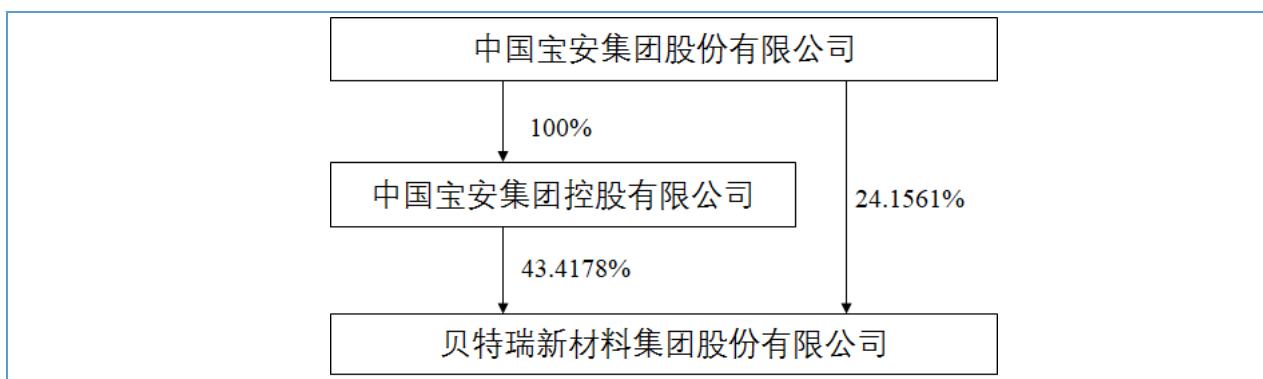 中国宝安集团股份有限公司
100%
中国宝安集团控股有限公司
24.1561%
43.4178%
贝特瑞新材料集团股份有限公司